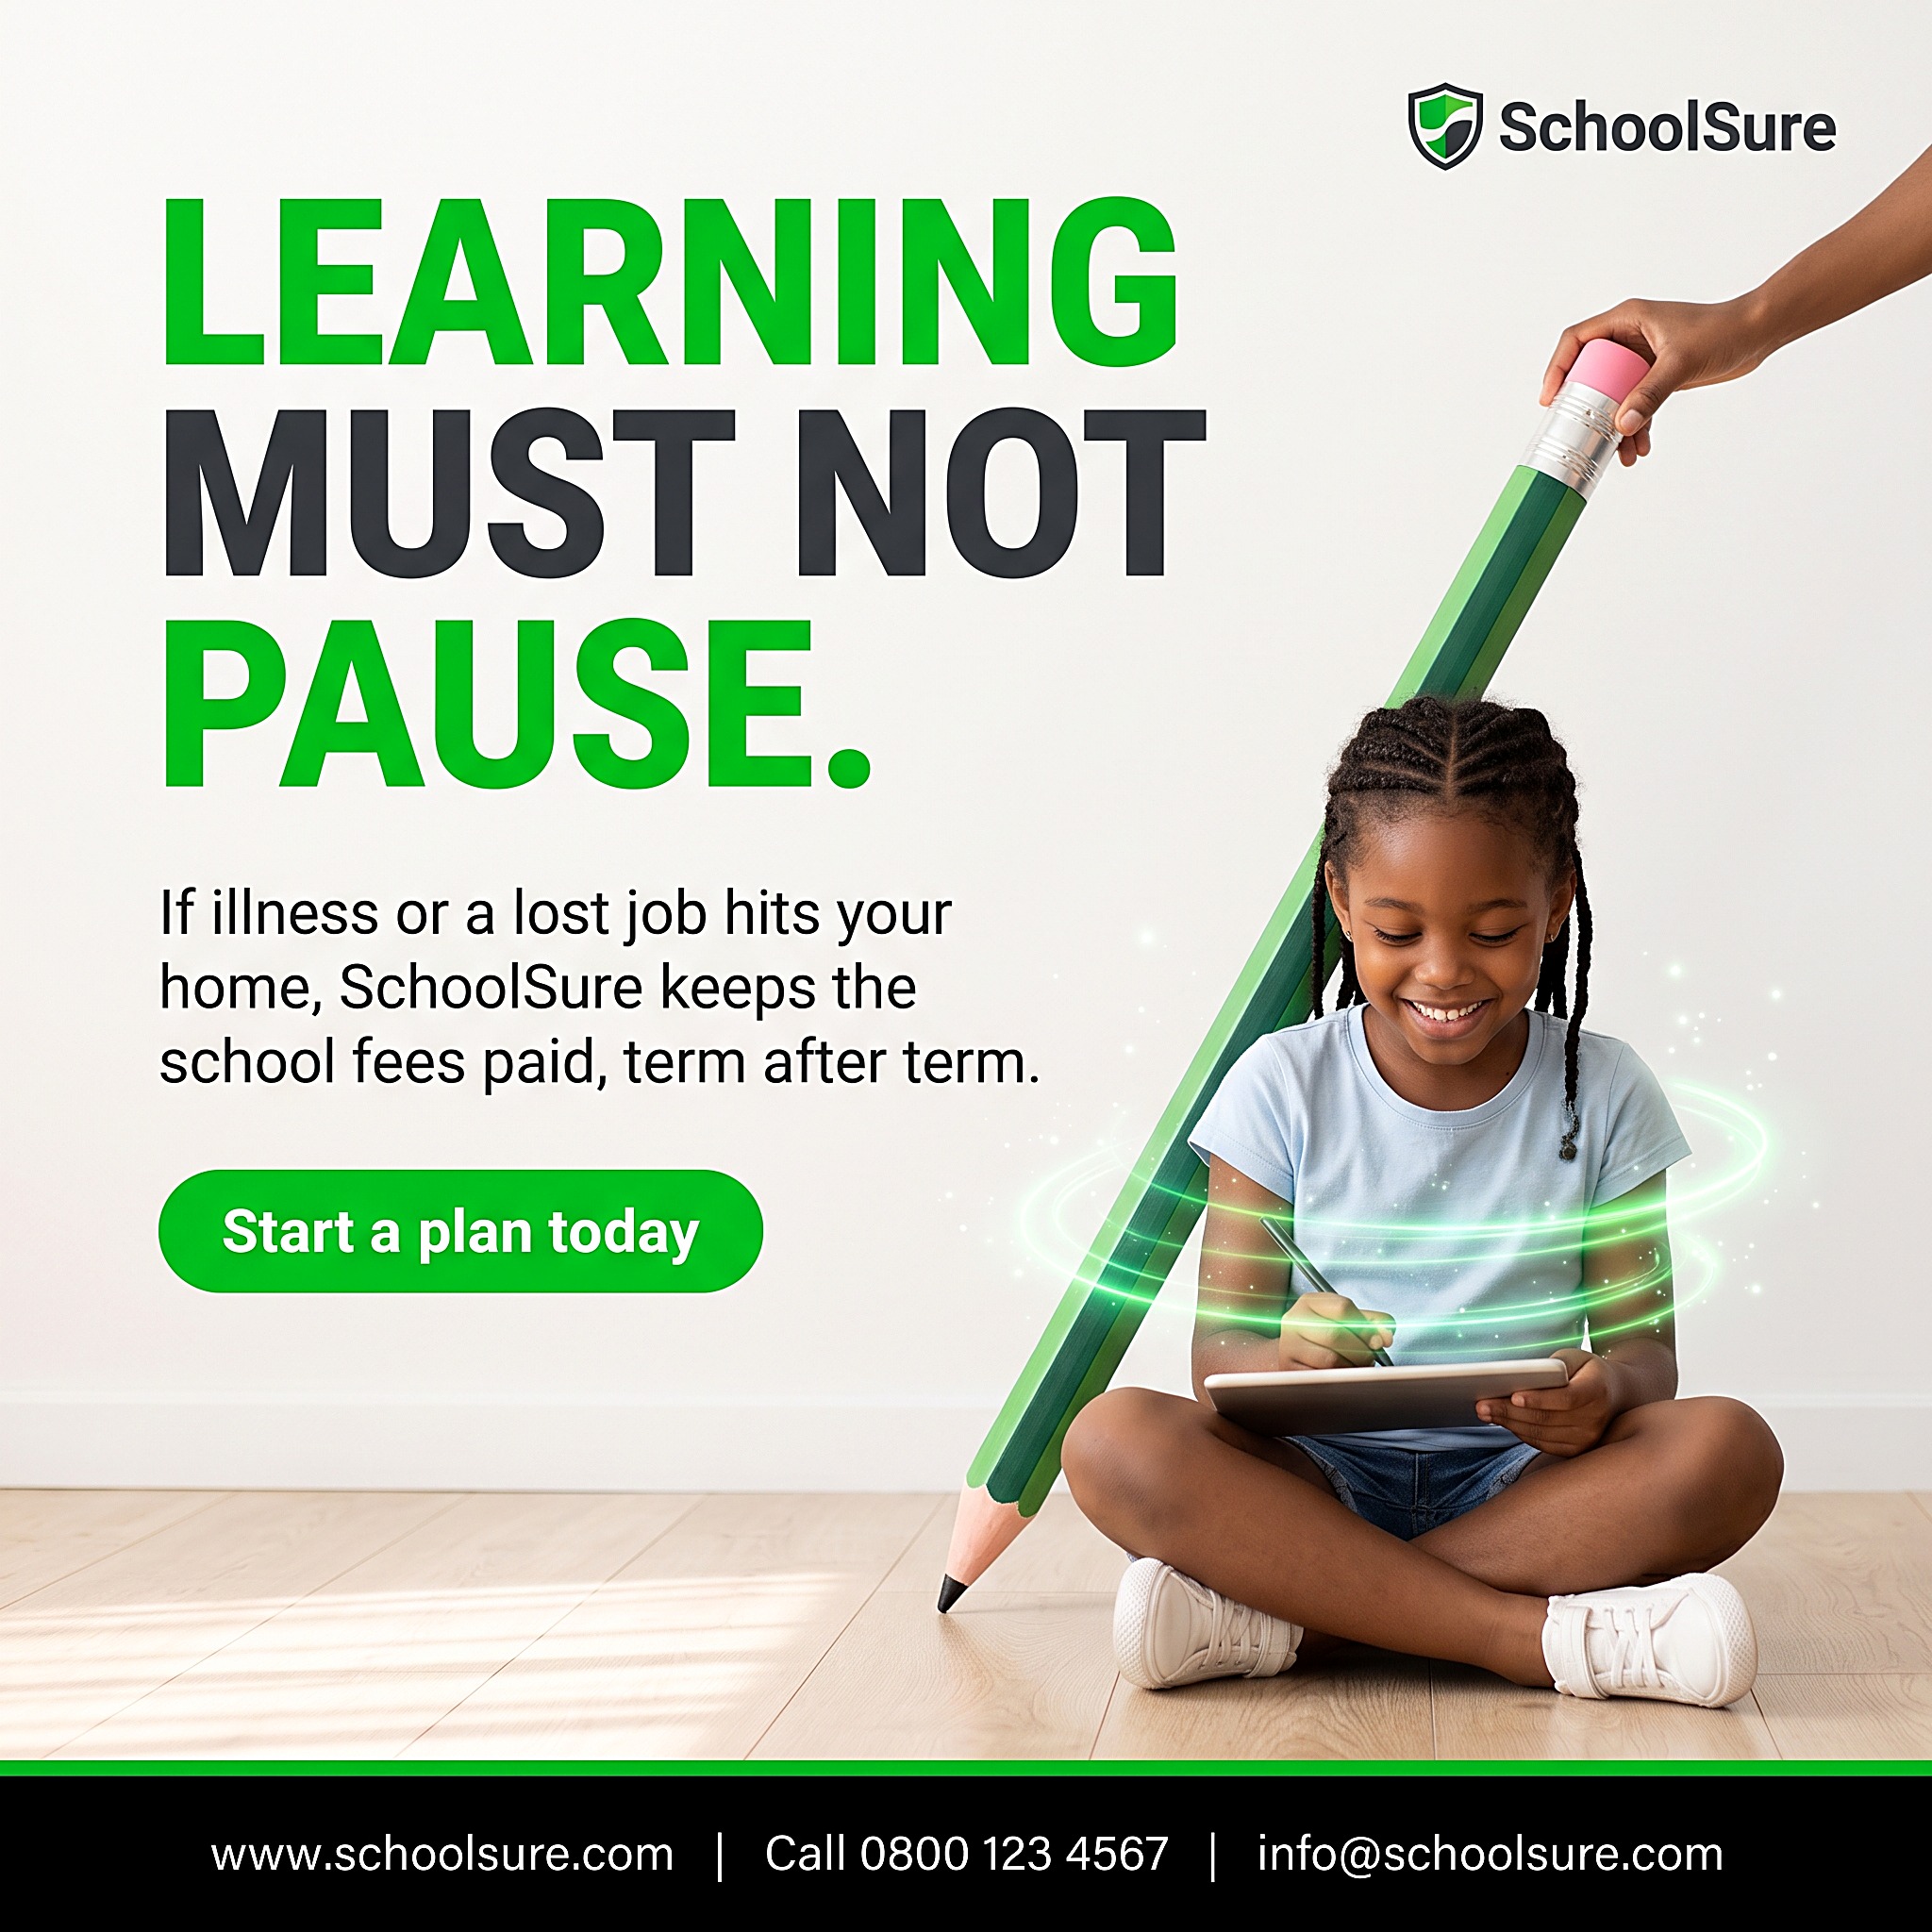 SchoolSure
LEARNING
MUST NOT
PAUSE.
If illness or a lost job hits your
home, SchoolSure keeps the
school fees paid, term after term.
Start a plan today
www.schoolsure.com | Call 0800 123 4567 | info@schoolsure.com